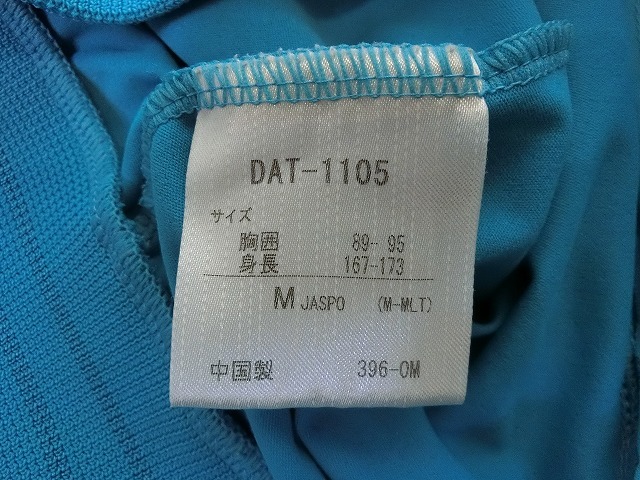 DAT-1105
サイズ
胸囲 89-95
身長 167-173
M JASPO (M-MLT)
中国製 396-OM